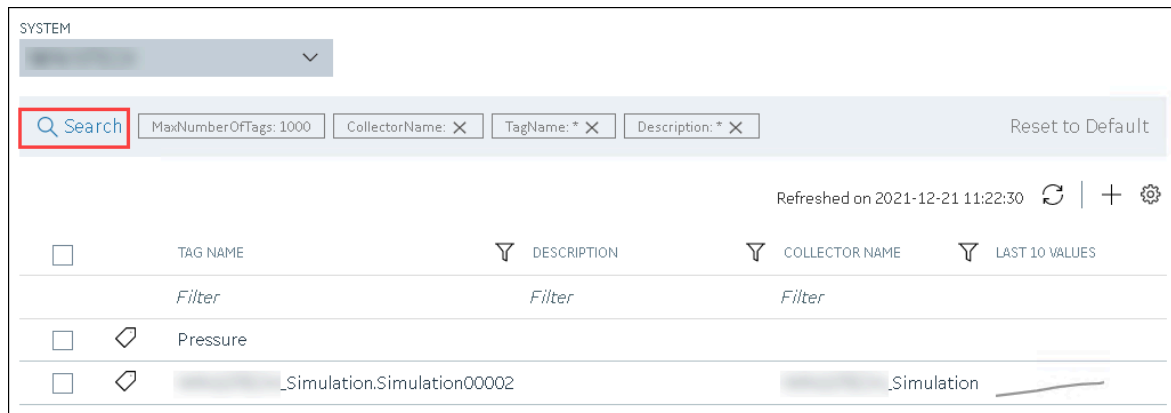 SYSTEM
Search MaxNumberOfTags: 1000 CollectorName: TagName: * Description: * Reset to Default
Refreshed on 2021-12-21 11:22:30
TAG NAME DESCRIPTION COLLECTOR NAME LAST 10 VALUES
Filter Filter Filter
Pressure
_Simulation.Simulation00002 _Simulation